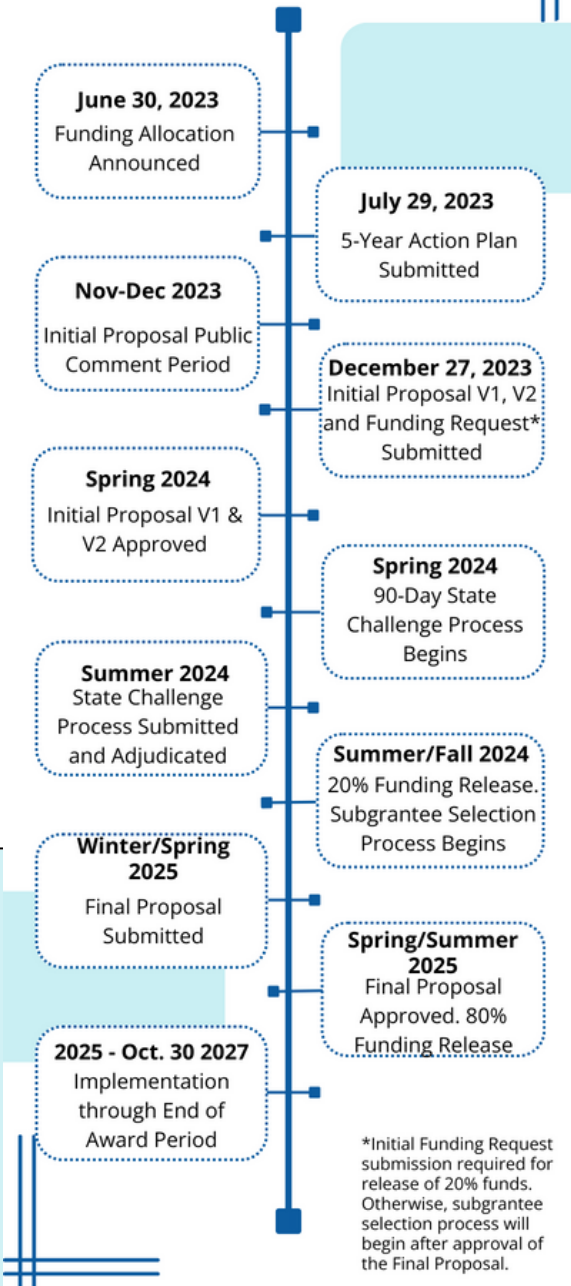 June 30, 2023
Funding Allocation
Announced
July 29, 2023
5-Year Action Plan
Submitted
Nov-Dec 2023
Initial Proposal Public
Comment Period
December 27, 2023
Initial Proposal V1, V2
and Funding Request*
Submitted
Spring 2024
Initial Proposal V1 &
V2 Approved
Spring 2024
90-Day State
Challenge Process
Begins
Summer 2024
State Challenge
Process Submitted
and Adjudicated
Summer/Fall 2024
20% Funding Release.
Subgrantee Selection
Process Begins
Winter/Spring
2025
Final Proposal
Submitted
Spring/Summer
2025
Final Proposal
Approved. 80%
Funding Release
2025 - Oct. 30 2027
Implementation
through End of
Award Period
*Initial Funding Request
submission required for
release of 20% funds.
Otherwise, subgrantee
selection process will
begin after approval of
the Final Proposal.